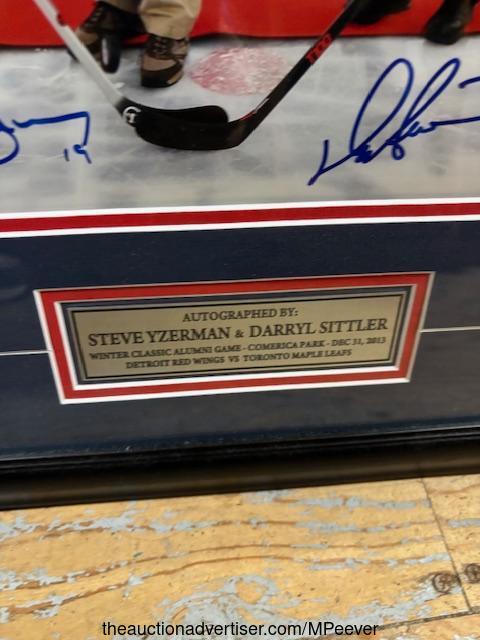 19
AUTOGRAPHED BY:
STEVE YZERMAN & DARRYL SITTLER
WINTER CLASSIC ALUMNI GAME - COMERICA PARK - DEC 31, 2013
DETROIT RED WINGS VS TORONTO MAPLE LEAFS
theauctionadvertiser.com/MPeever